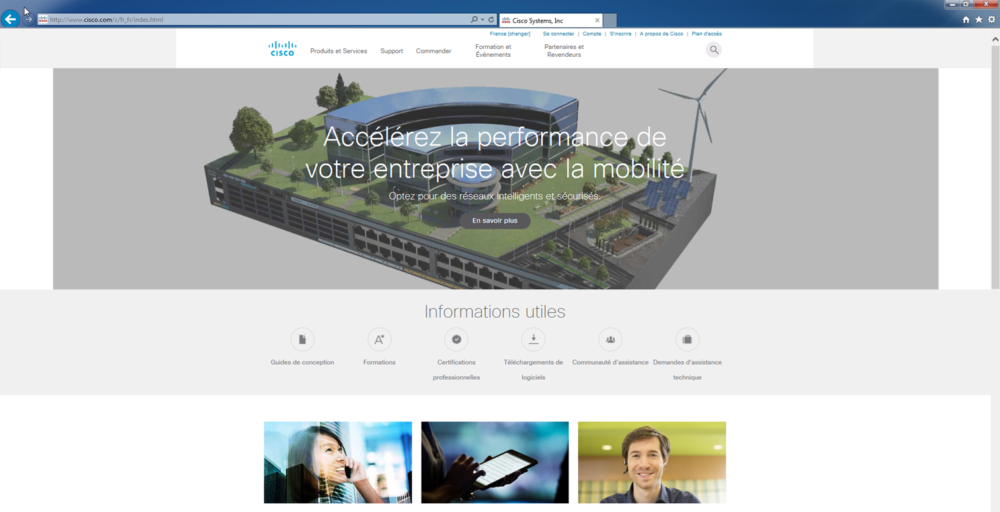 http://www.cisco.com/c/fr_fr/index.html
Cisco Systems, Inc
France [changer] Se connecter | Compte | S'inscrire | A propos de Cisco | Plan d'accès
CISCO
Produits et Services Support Commander
Formation et
Événements
Partenaires et
Revendeurs
Accélérez la performance de
votre entreprise avec la mobilité
Optez pour des réseaux intelligents et sécurisés.
En savoir plus
Informations utiles
Guides de conception
Formations
Certifications
professionnelles
Téléchargements de
logiciels
Communauté d'assistance
Demandes d'assistance
technique